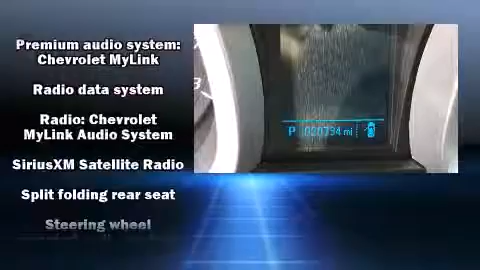 Premium audio system:
Chevrolet MyLink
Radio data system
Radio: Chevrolet
MyLink Audio System
SiriusXM Satellite Radio
Split folding rear seat
Steering wheel
P 020794 mi